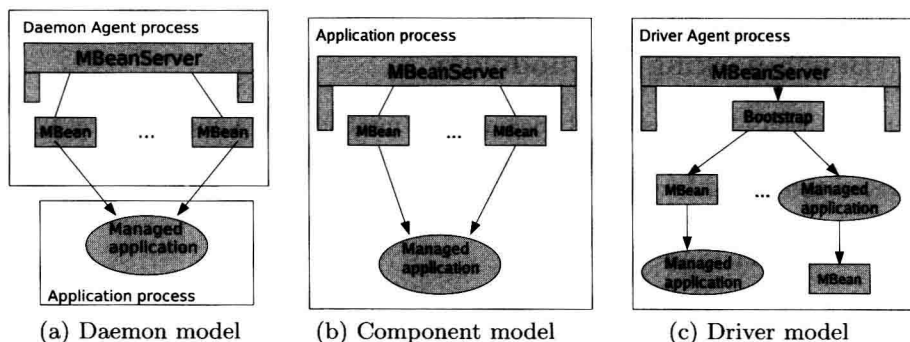 Daemon Agent process
MBeanServer
MBean
...
MBean
Managed
application
Application process
(a) Daemon model
Application process
MBeanServer
MBean
...
MBean
Managed
application
(b) Component model
Driver Agent process
MBeanServer
Bootstrap
MBean
...
Managed
application
Managed
application
MBean
(c) Driver model